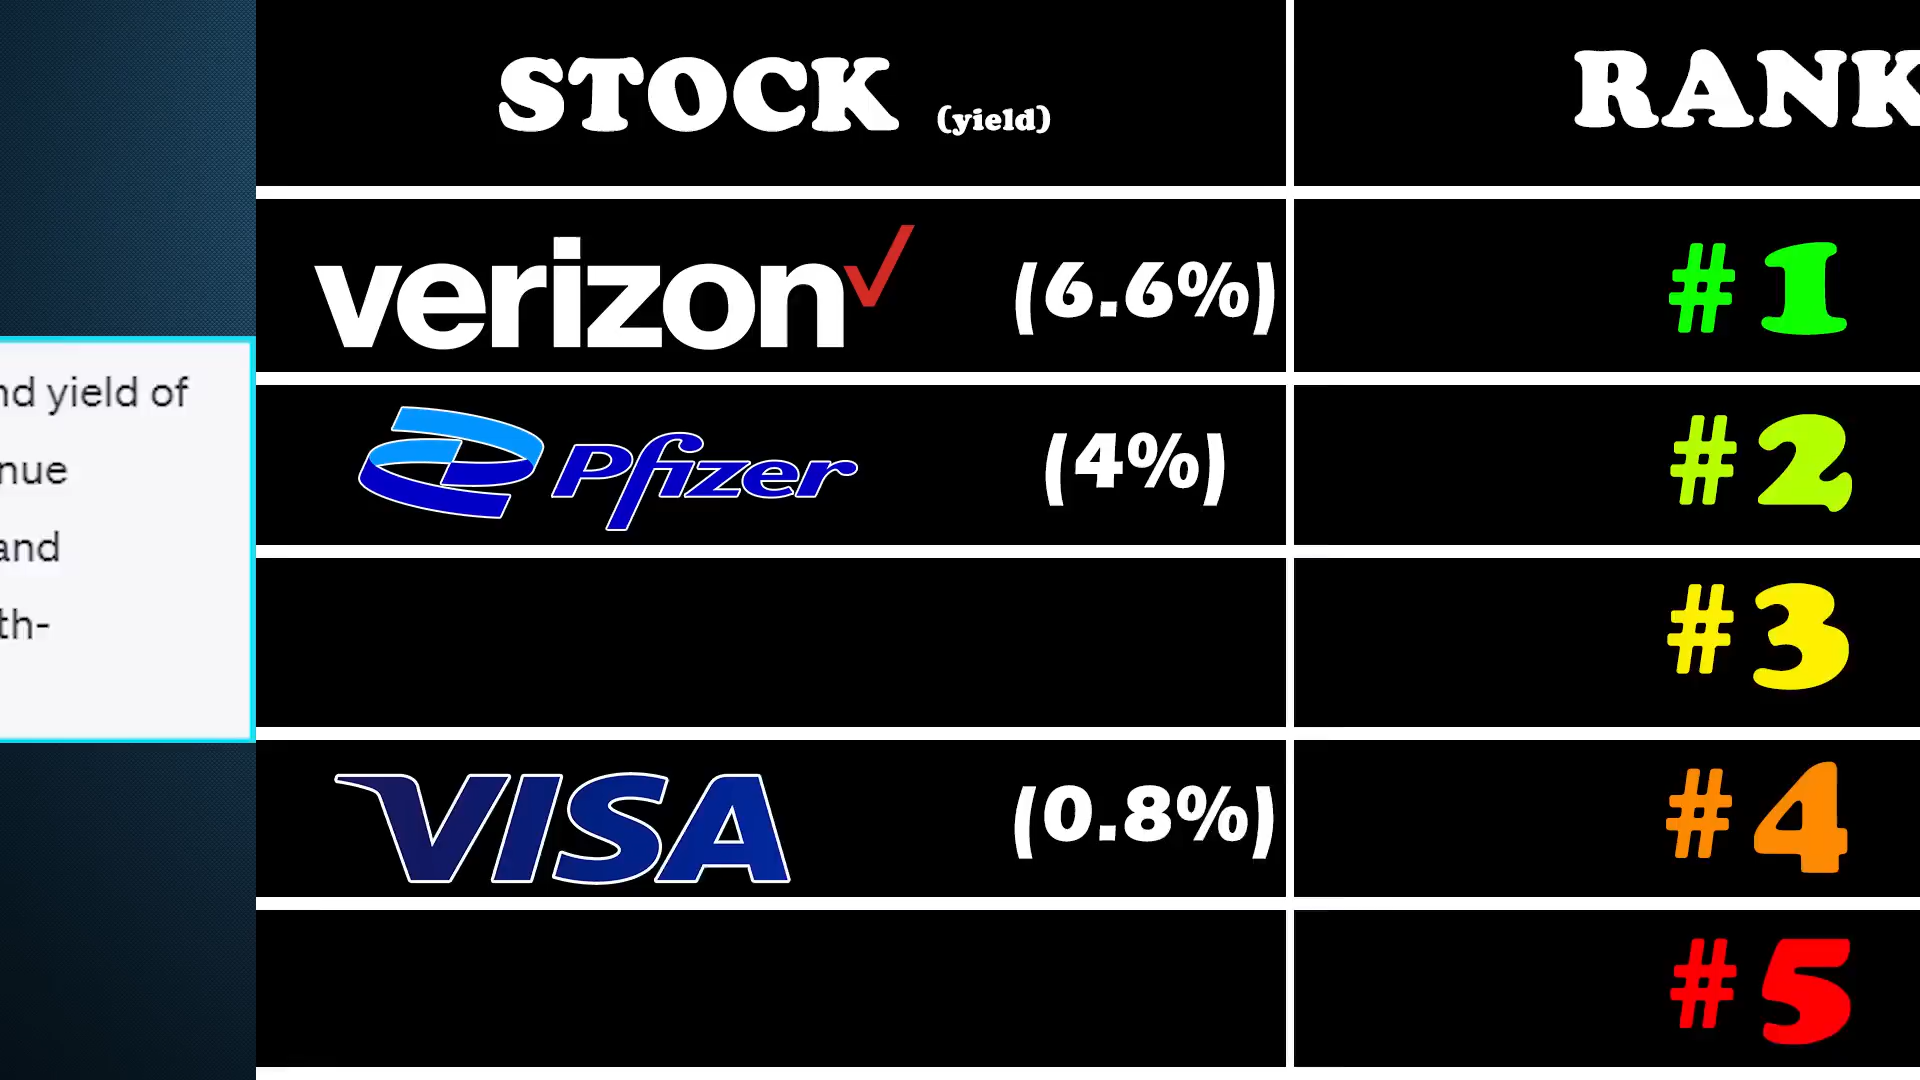 STOCK (yield)
RANK
verizon (6.6%)
#1
nd yield of
nue
and
th-
Pfizer (4%)
#2
#3
VISA (0.8%)
#4
#5